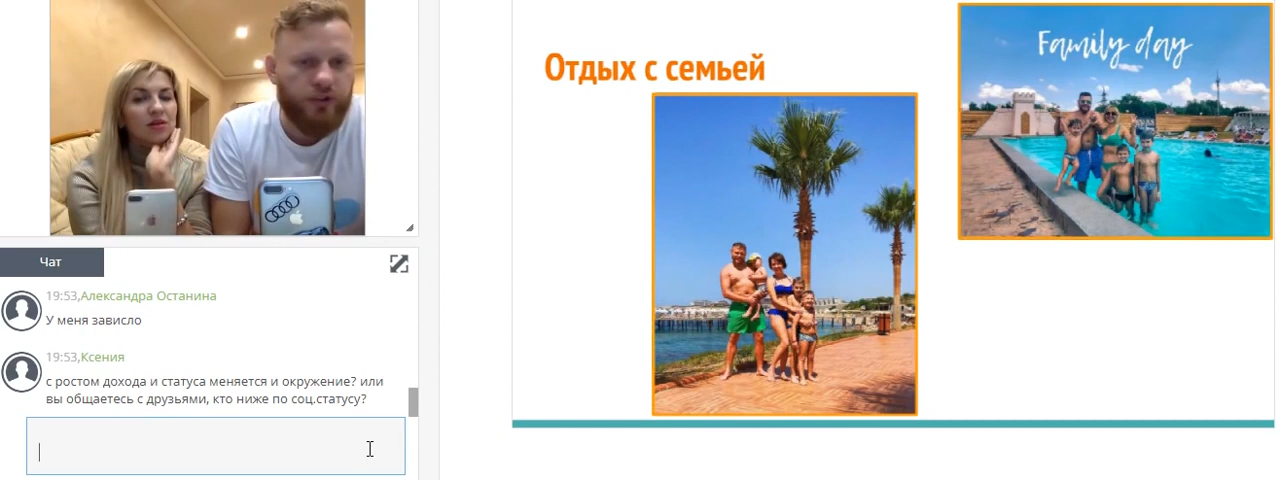 Отдых с семьей
Family day
Чат
19:53,Александра Останина
У меня зависло
19:53,Ксения
с ростом дохода и статуса меняется и окружение? или
вы общаетесь с друзьями, кто ниже по соц.статусу?